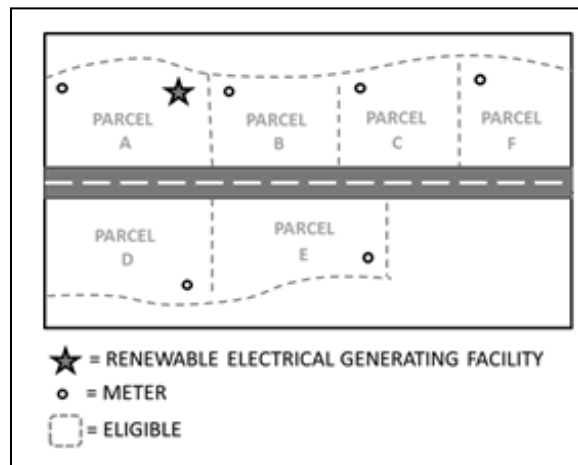 PARCEL
A
PARCEL
B
PARCEL
C
PARCEL
F
PARCEL
D
PARCEL
E
= RENEWABLE ELECTRICAL GENERATING FACILITY
= METER
= ELIGIBLE